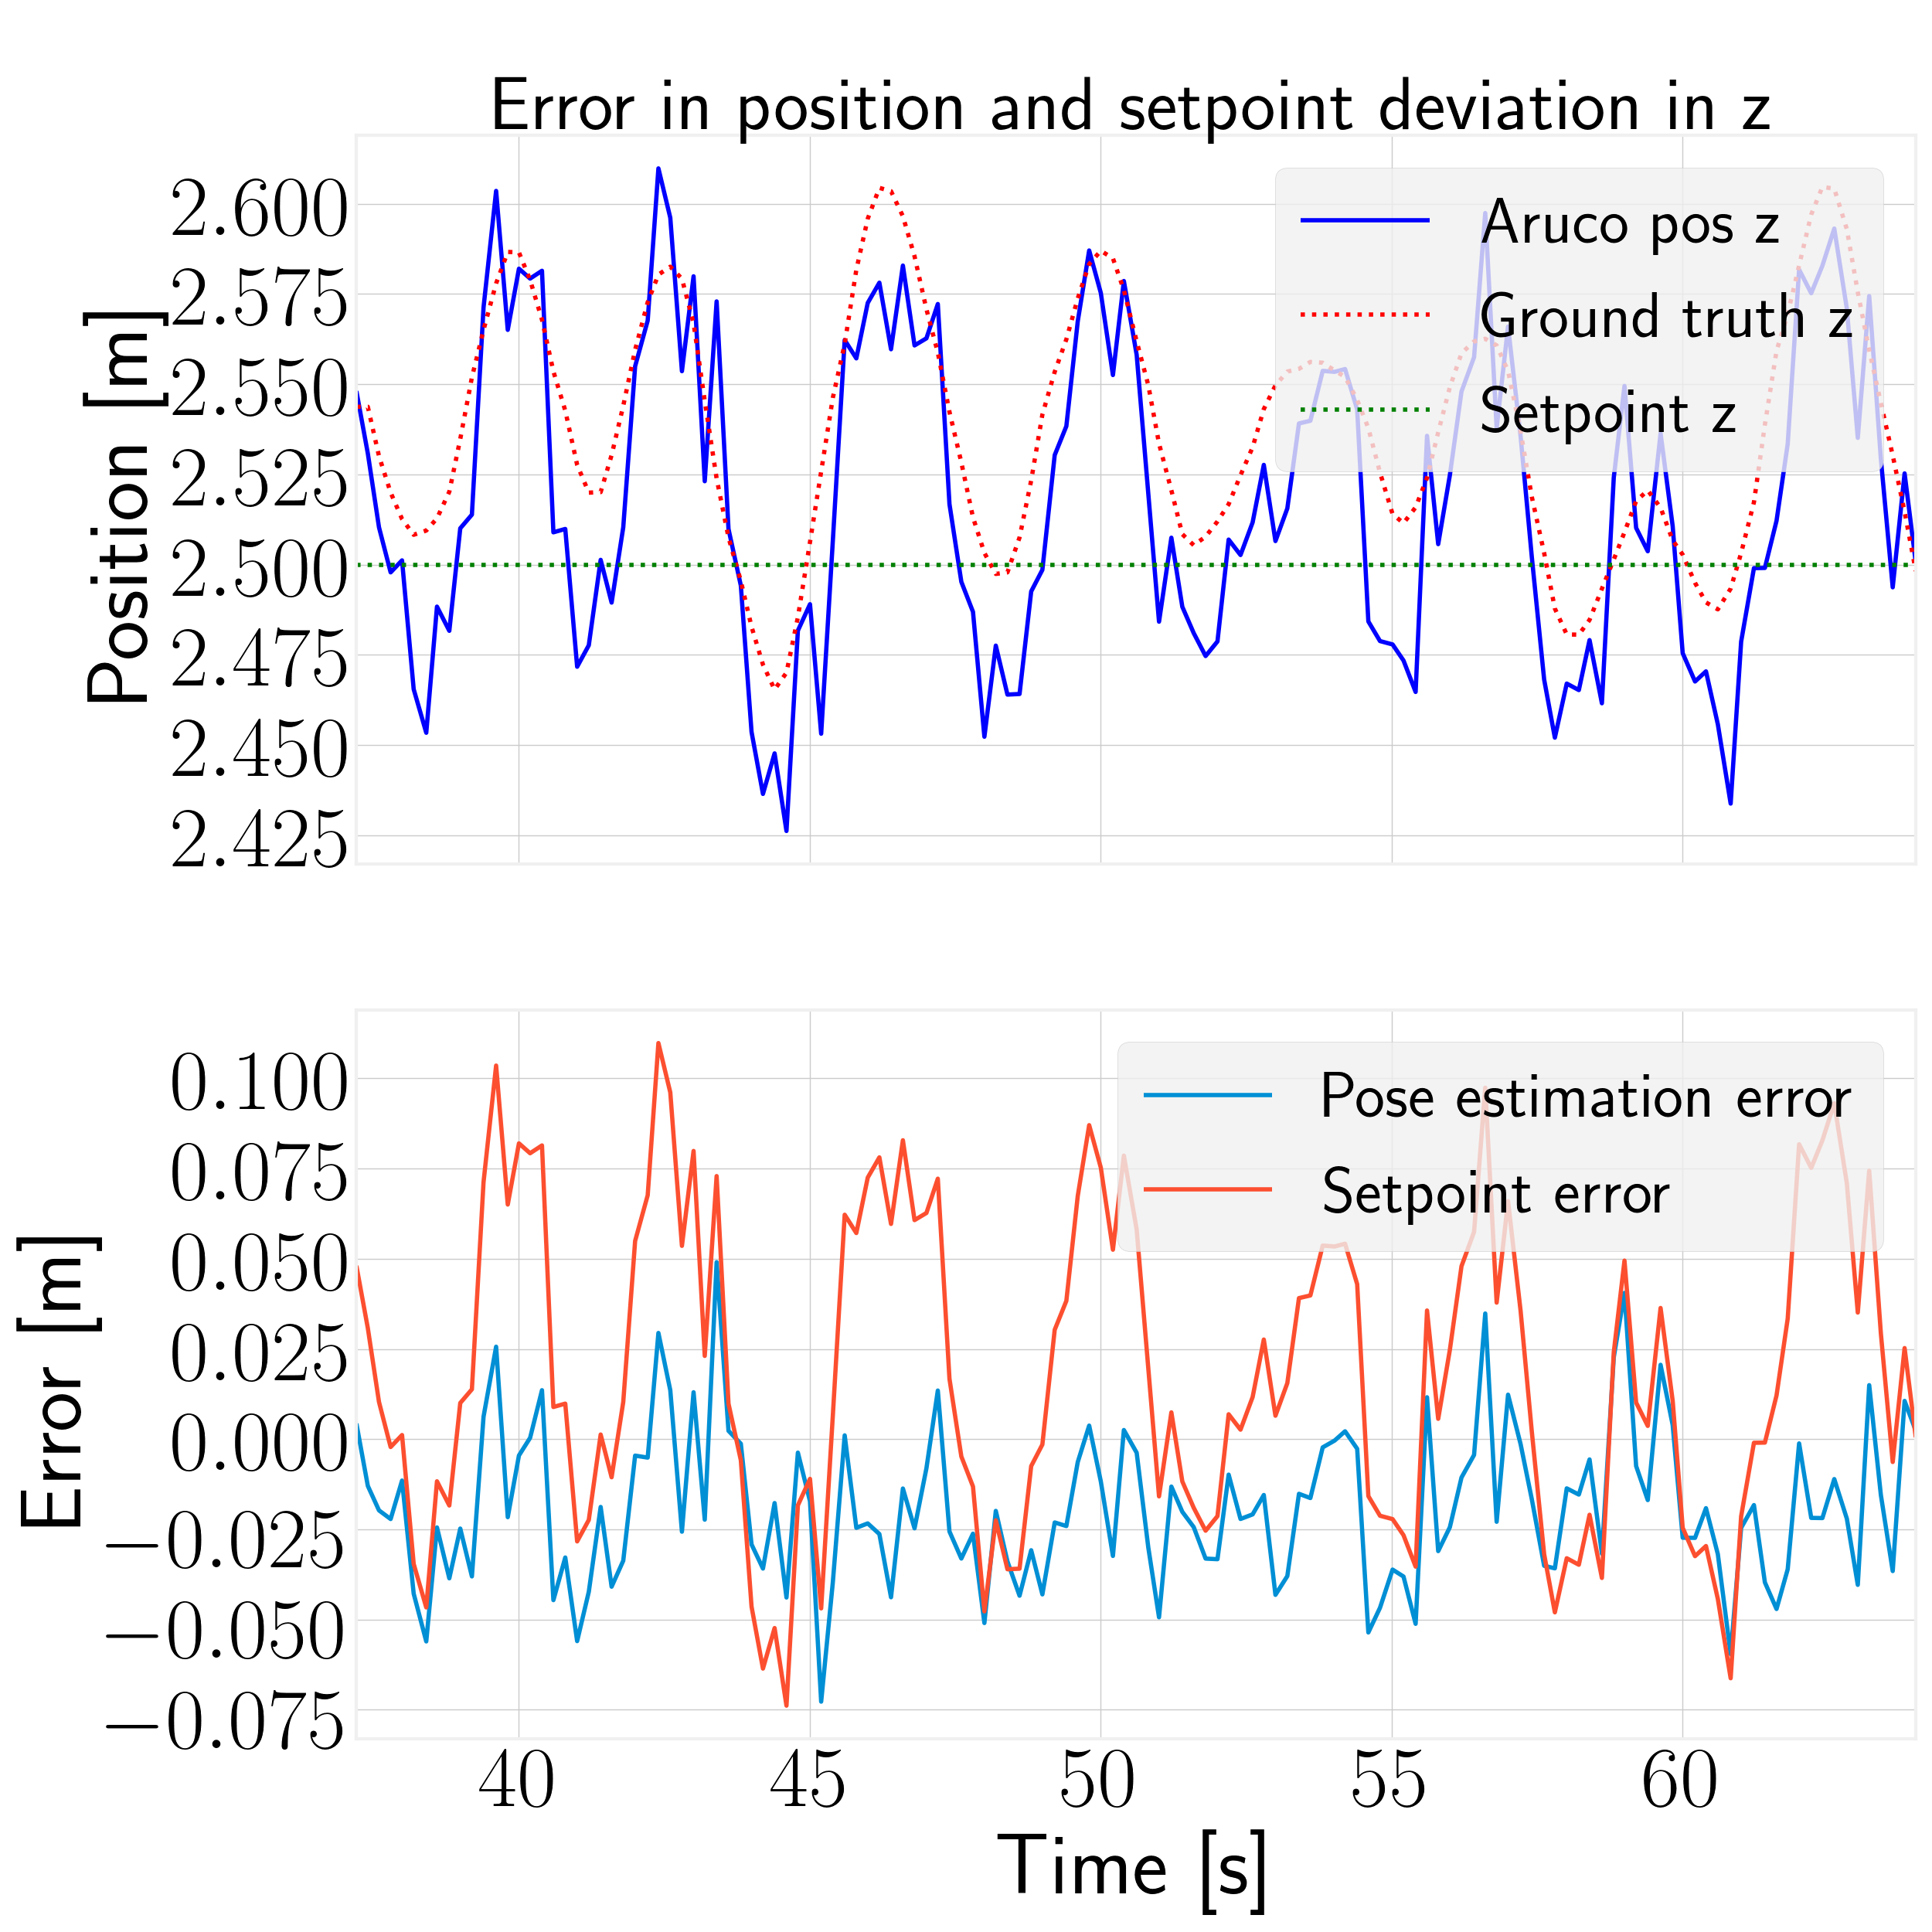 Error in position and setpoint deviation in z
Position [m]
2.600
2.575
2.550
2.525
2.500
2.475
2.450
2.425
Aruco pos z
Ground truth z
Setpoint z
Error [m]
0.100
0.075
0.050
0.025
0.000
−0.025
−0.050
−0.075
Pose estimation error
Setpoint error
40 45 50 55 60
Time [s]